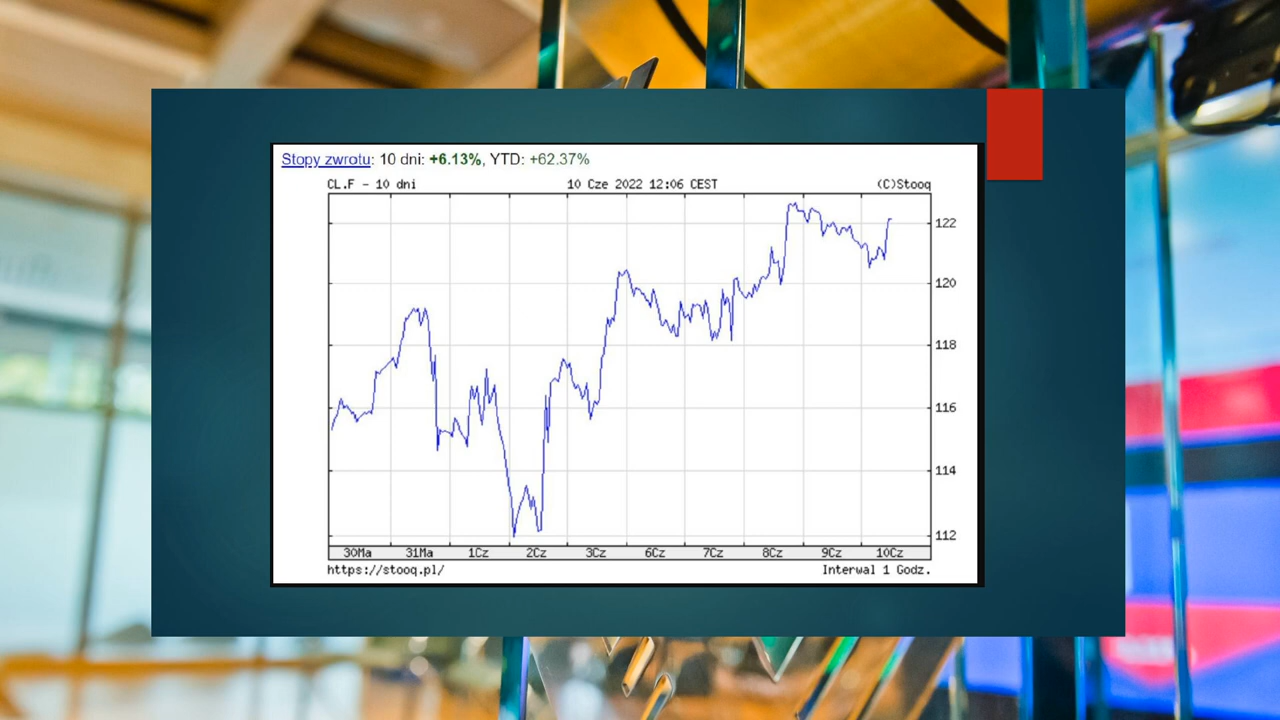 Stopy zwrotu: 10 dni: +6.13%, YTD: +62.37%
CL.F - 10 dni 10 Cze 2022 12:06 CEST (C)Stooq
122
120
118
116
114
112
30Ma 31Ma 1Cz 2Cz 3Cz 6Cz 7Cz 8Cz 9Cz 10Cz
https://stooq.pl/ Interwal 1 Godz.